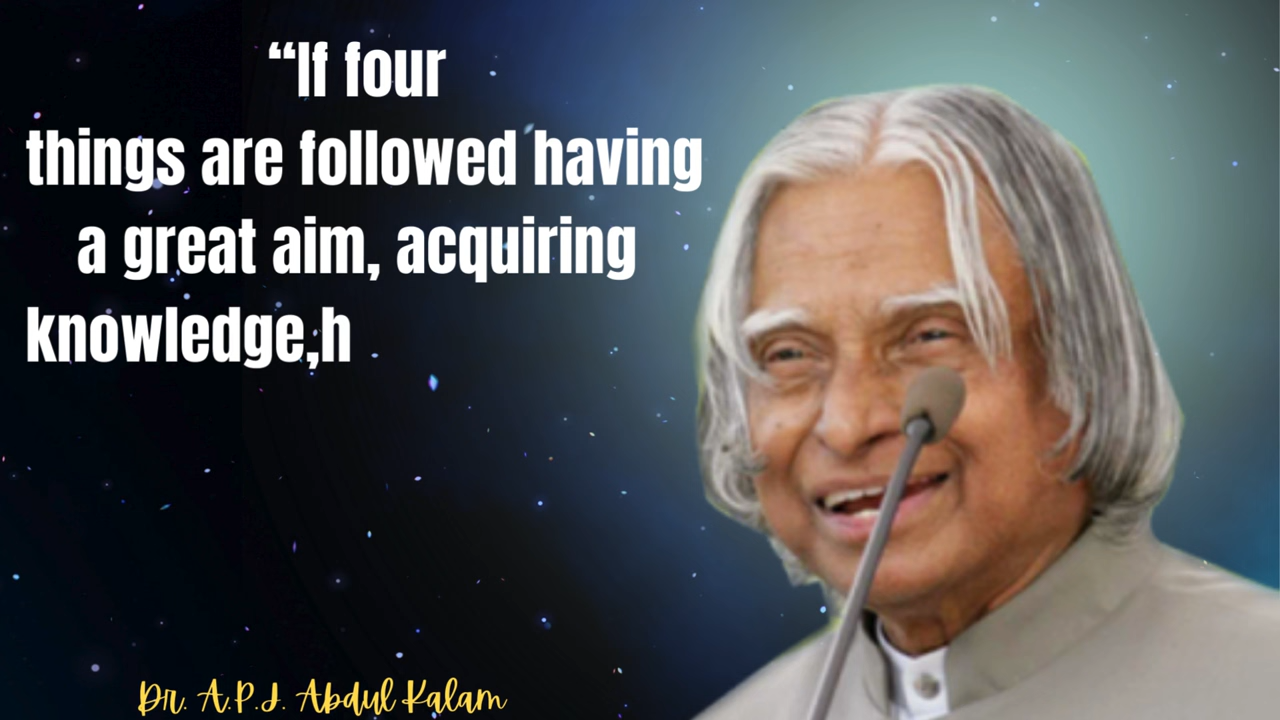 “If four
things are followed having
a great aim, acquiring
knowledge,h
Dr. A.P.J. Abdul Kalam